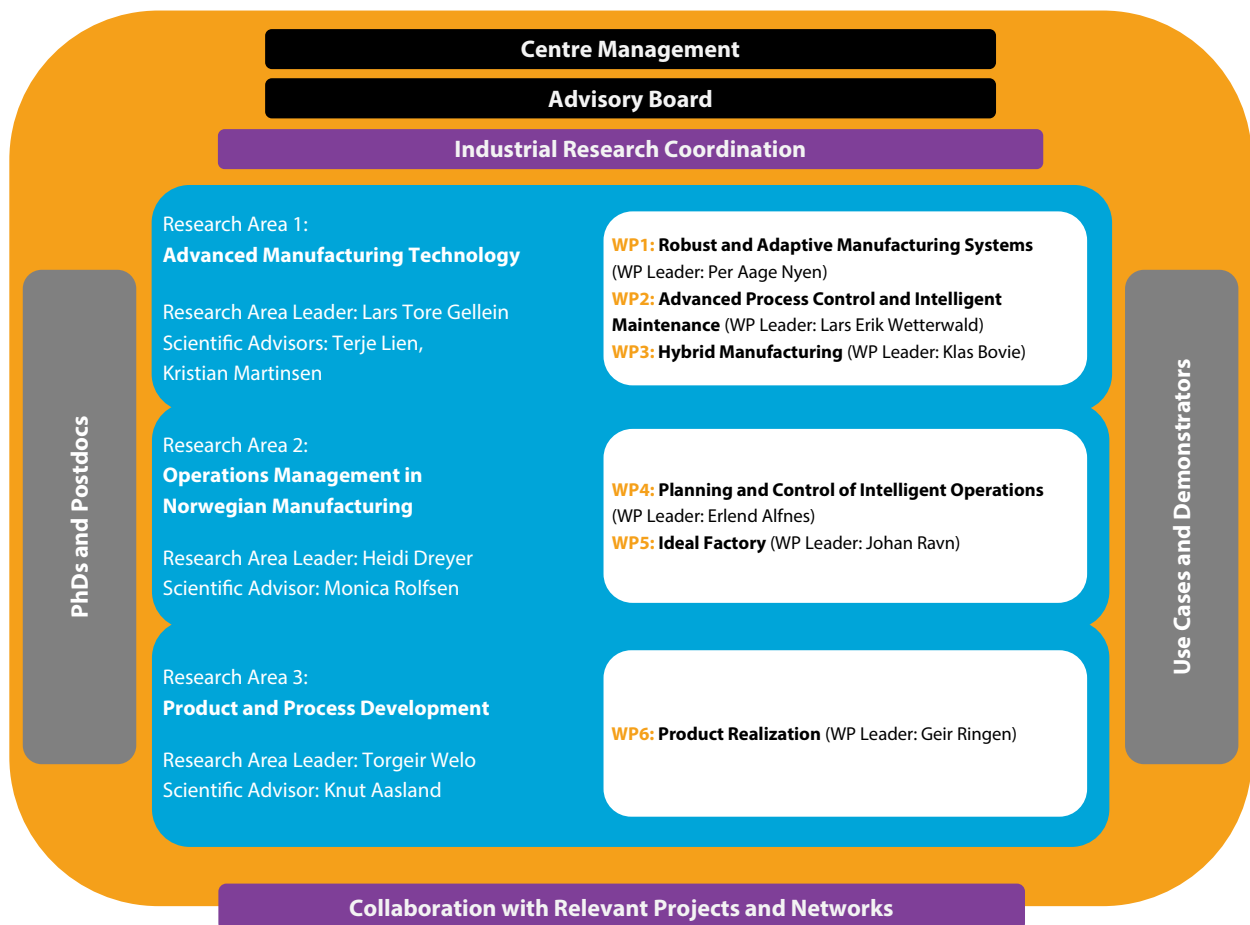 Centre Management
Advisory Board
Industrial Research Coordination
Research Area 1:
Advanced Manufacturing Technology
Research Area Leader: Lars Tore Gellein
Scientific Advisors: Terje Lien,
Kristian Martinsen
WP1: Robust and Adaptive Manufacturing Systems
(WP Leader: Per Aage Nyen)
WP2: Advanced Process Control and Intelligent
Maintenance (WP Leader: Lars Erik Wetterwald)
WP3: Hybrid Manufacturing (WP Leader: Klas Bovie)
PhDs and Postdocs
Research Area 2:
Operations Management in
Norwegian Manufacturing
Research Area Leader: Heidi Dreyer
Scientific Advisor: Monica Rolfsen
WP4: Planning and Control of Intelligent Operations
(WP Leader: Erlend Alfnes)
WP5: Ideal Factory (WP Leader: Johan Ravn)
Use Cases and Demonstrators
Research Area 3:
Product and Process Development
Research Area Leader: Torgeir Welo
Scientific Advisor: Knut Aasland
WP6: Product Realization (WP Leader: Geir Ringen)
Collaboration with Relevant Projects and Networks